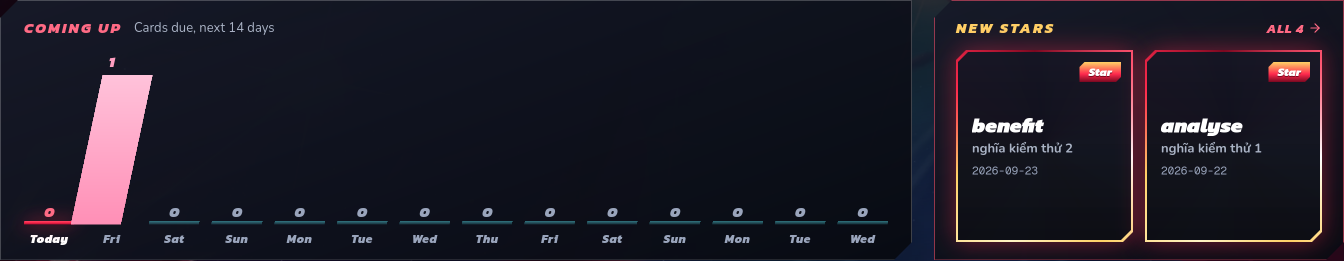 COMING UP Cards due, next 14 days
1
0 0 0 0 0 0 0 0 0 0 0 0 0
Today Fri Sat Sun Mon Tue Wed Thu Fri Sat Sun Mon Tue Wed
NEW STARS ALL 4 →
Star
benefit
nghĩa kiểm thử 2
2026-09-23
Star
analyse
nghĩa kiểm thử 1
2026-09-22